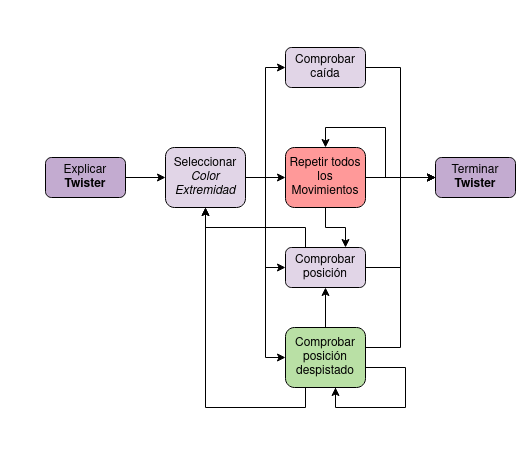 Comprobar
caída
Explicar
Twister
Seleccionar
Color
Extremidad
Repetir todos
los
Movimientos
Terminar
Twister
Comprobar
posición
Comprobar
posición
despistado